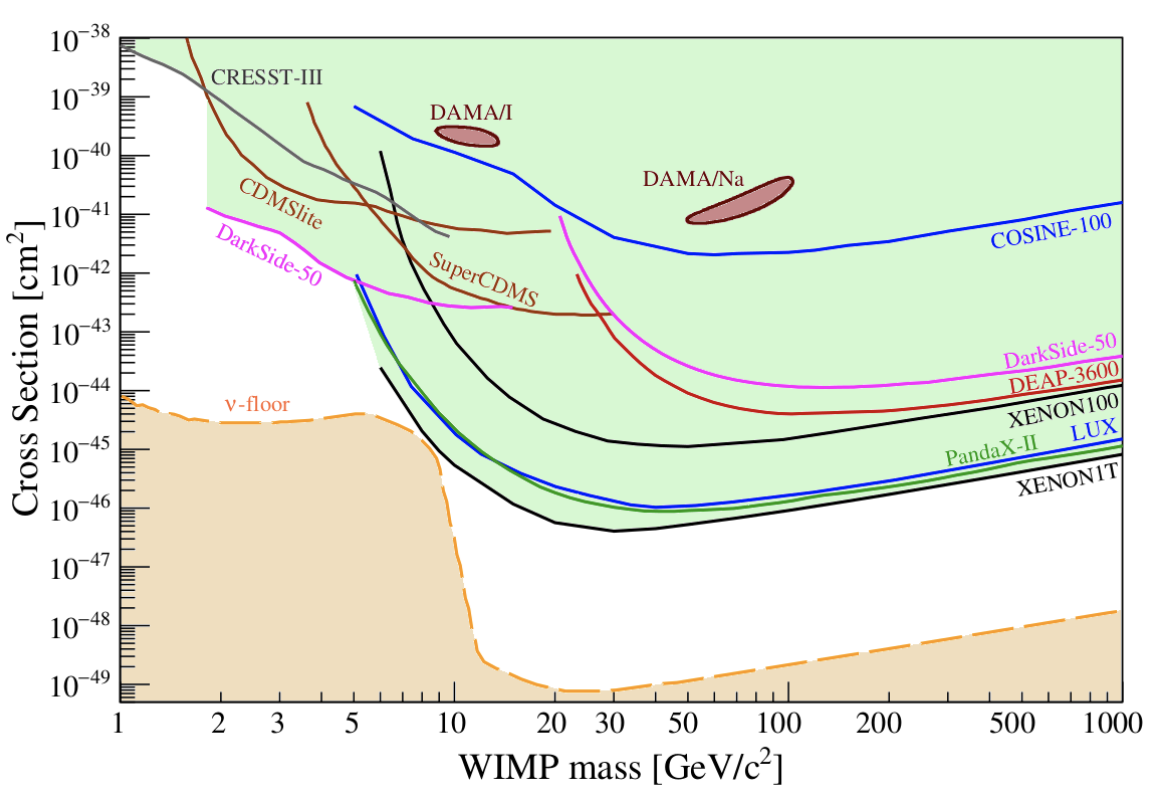 10⁻³⁸
10⁻³⁹
10⁻⁴⁰
10⁻⁴¹
10⁻⁴²
10⁻⁴³
10⁻⁴⁴
10⁻⁴⁵
10⁻⁴⁶
10⁻⁴⁷
10⁻⁴⁸
10⁻⁴⁹
Cross Section [cm²]
CRESST-III
DAMA/I
DAMA/Na
CDMSlite
DarkSide-50
SuperCDMS
COSINE-100
DarkSide-50
DEAP-3600
XENON100
LUX
PandaX-II
XENON1T
ν-floor
1 2 3 5 10 20 30 50 100 200 500 1000
WIMP mass [GeV/c²]